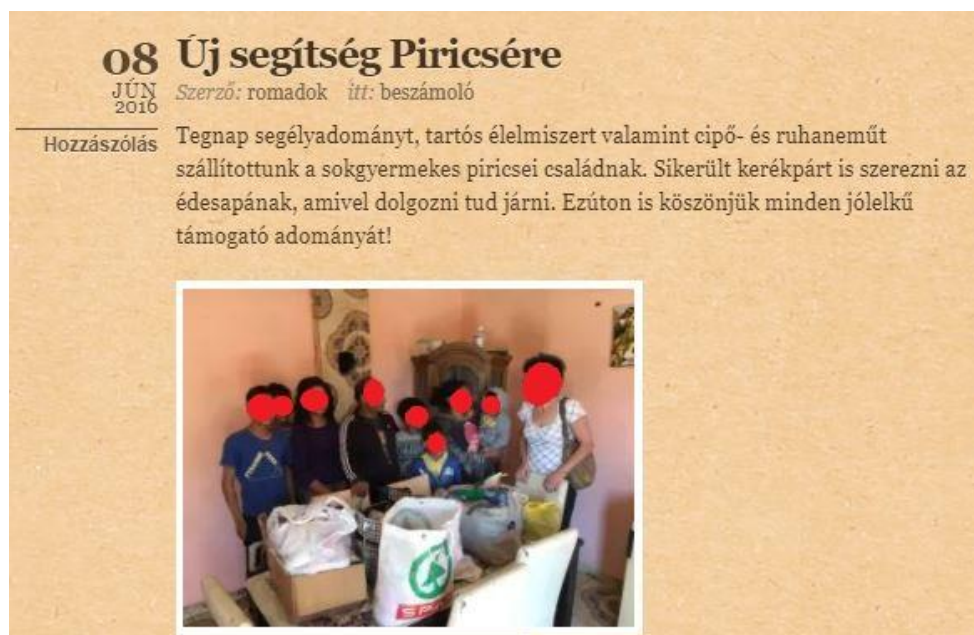 08
JÚN
2016
Hozzászólás
Új segítség Piricsére
Szerző: romadok itt: beszámoló
Tegnap segélyadományt, tartós élelmiszert valamint cipő- és ruhaneműt
szállítottunk a sokgyermekes piricsei családnak. Sikerült kerékpárt is szerezni az
édesapának, amivel dolgozni tud járni. Ezúton is köszönjük minden jólelkű
támogató adományát!
SPAR